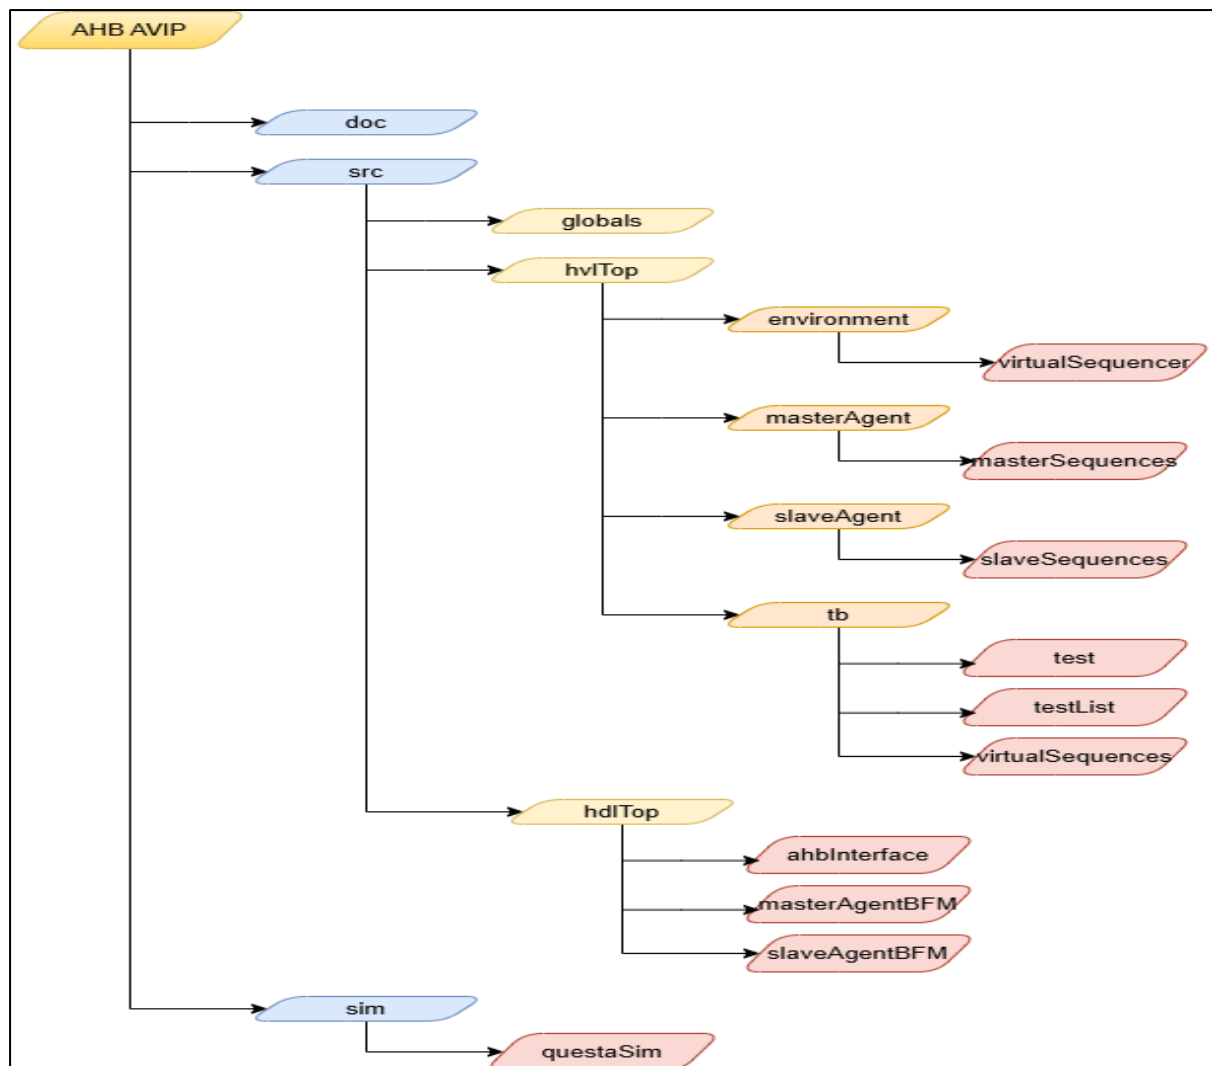 AHB AVIP
doc
src
globals
hvlTop
environment
virtualSequencer
masterAgent
masterSequences
slaveAgent
slaveSequences
tb
test
testList
virtualSequences
hdlTop
ahbInterface
masterAgentBFM
slaveAgentBFM
sim
questaSim